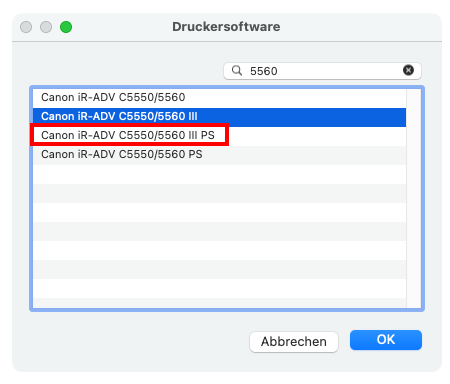 Druckersoftware
5560
Canon iR-ADV C5550/5560
Canon iR-ADV C5550/5560 III
Canon iR-ADV C5550/5560 III PS
Canon iR-ADV C5550/5560 PS
Abbrechen
OK